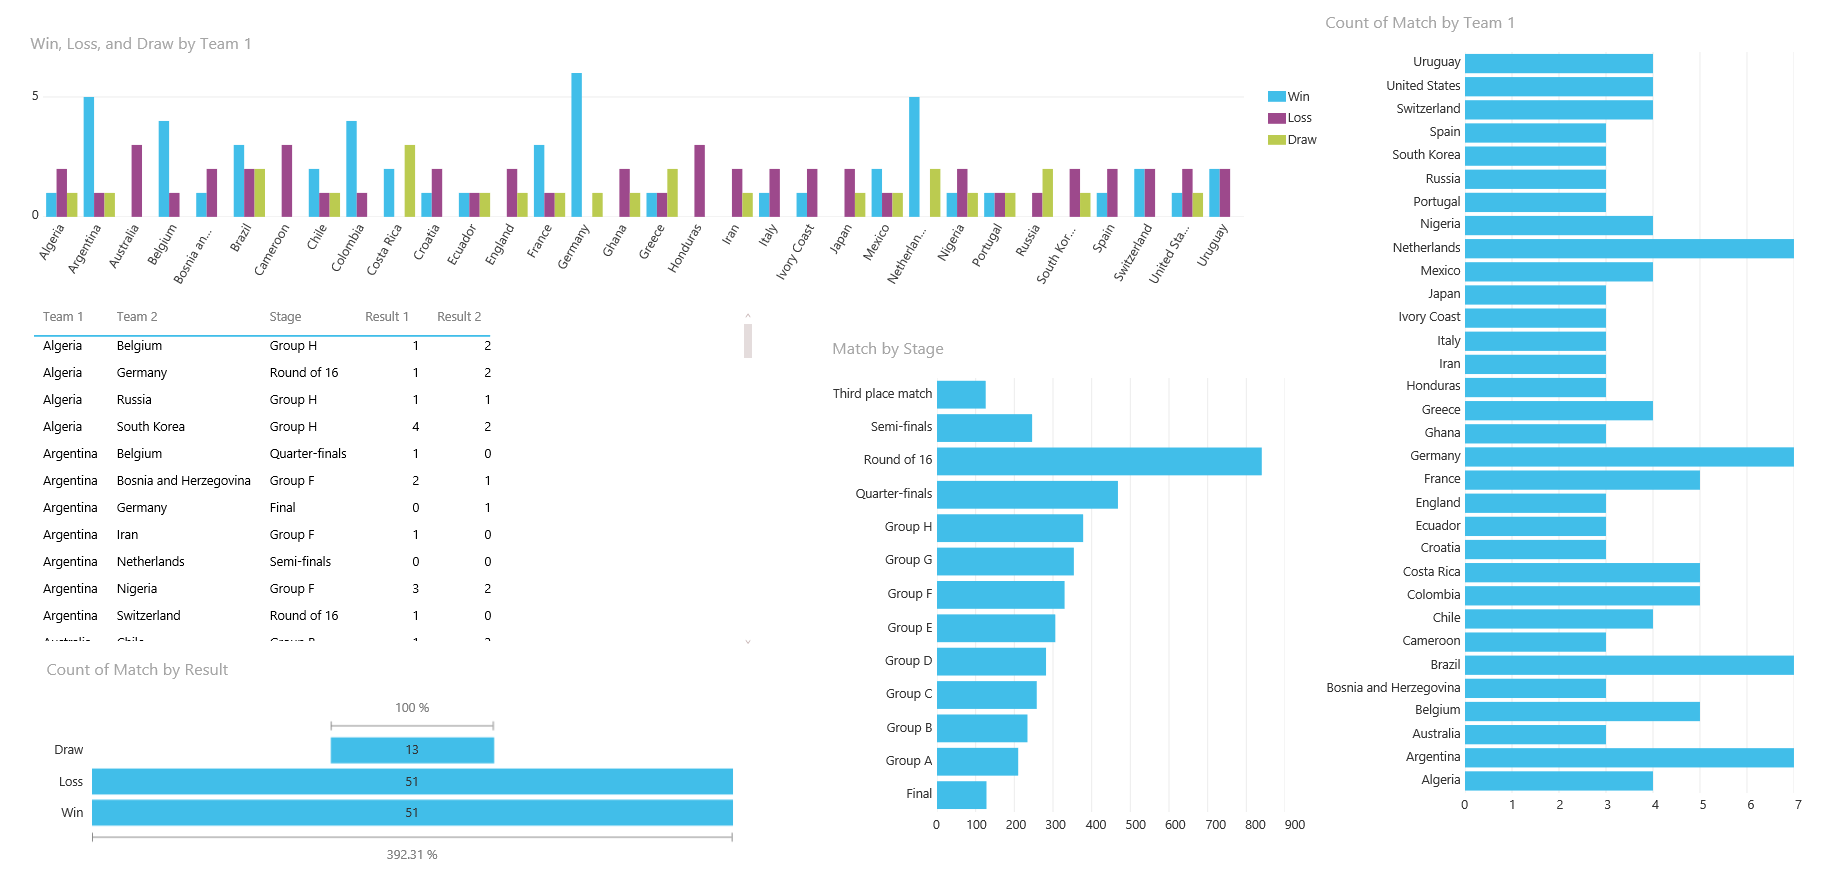 Win, Loss, and Draw by Team 1
5
0
Win
Loss
Draw
Algeria
Argentina
Australia
Belgium
Bosnia an...
Brazil
Cameroon
Chile
Colombia
Costa Rica
Croatia
Ecuador
England
France
Germany
Ghana
Greece
Honduras
Iran
Italy
Ivory Coast
Japan
Mexico
Netherlan...
Nigeria
Portugal
Russia
South Kor...
Spain
Switzerland
United Sta...
Uruguay
Team 1 Team 2 Stage Result 1 Result 2
Algeria Belgium Group H 1 2
Algeria Germany Round of 16 1 2
Algeria Russia Group H 1 1
Algeria South Korea Group H 4 2
Argentina Belgium Quarter-finals 1 0
Argentina Bosnia and Herzegovina Group F 2 1
Argentina Germany Final 0 1
Argentina Iran Group F 1 0
Argentina Netherlands Semi-finals 0 0
Argentina Nigeria Group F 3 2
Argentina Switzerland Round of 16 1 0
Australia Chile Group B 1
Count of Match by Result
100 %
Draw 13
Loss 51
Win 51
392.31 %
Match by Stage
Third place match
Semi-finals
Round of 16
Quarter-finals
Group H
Group G
Group F
Group E
Group D
Group C
Group B
Group A
Final
0 100 200 300 400 500 600 700 800 900
Count of Match by Team 1
Uruguay
United States
Switzerland
Spain
South Korea
Russia
Portugal
Nigeria
Netherlands
Mexico
Japan
Ivory Coast
Italy
Iran
Honduras
Greece
Ghana
Germany
France
England
Ecuador
Croatia
Costa Rica
Colombia
Chile
Cameroon
Brazil
Bosnia and Herzegovina
Belgium
Australia
Argentina
Algeria
0 1 2 3 4 5 6 7